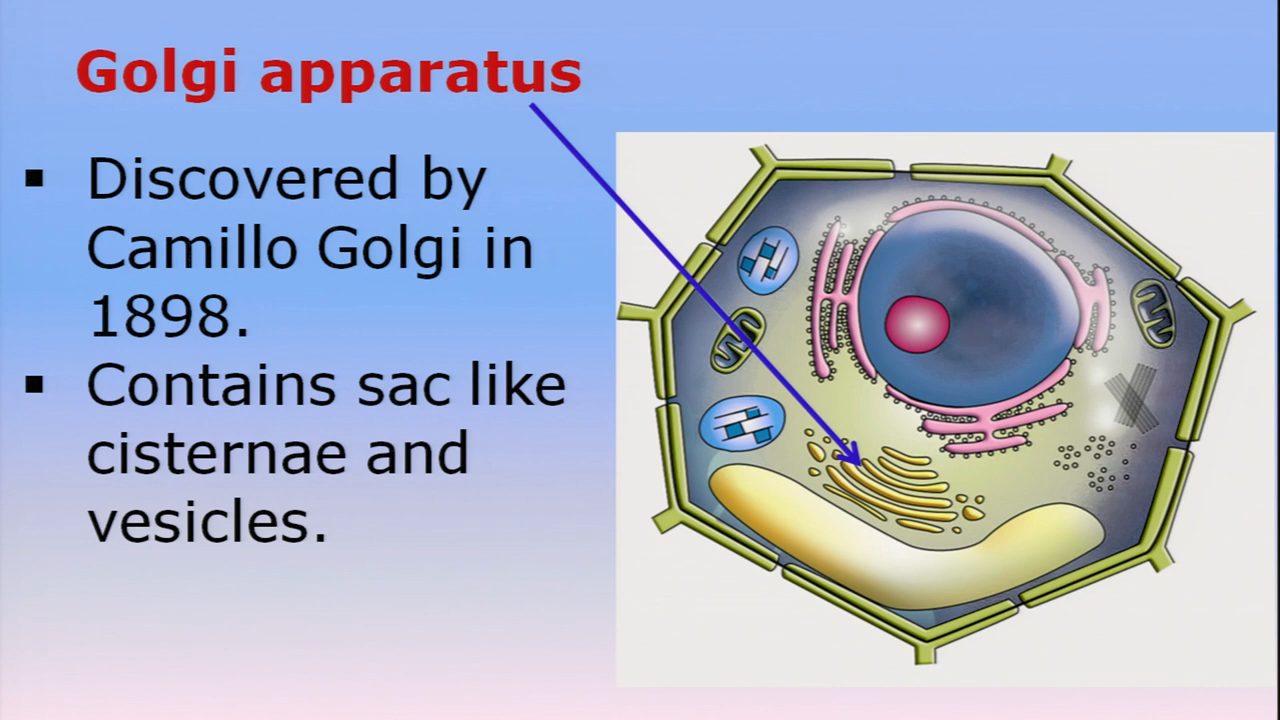 Golgi apparatus
▪ Discovered by
Camillo Golgi in
1898.
▪ Contains sac like
cisternae and
vesicles.